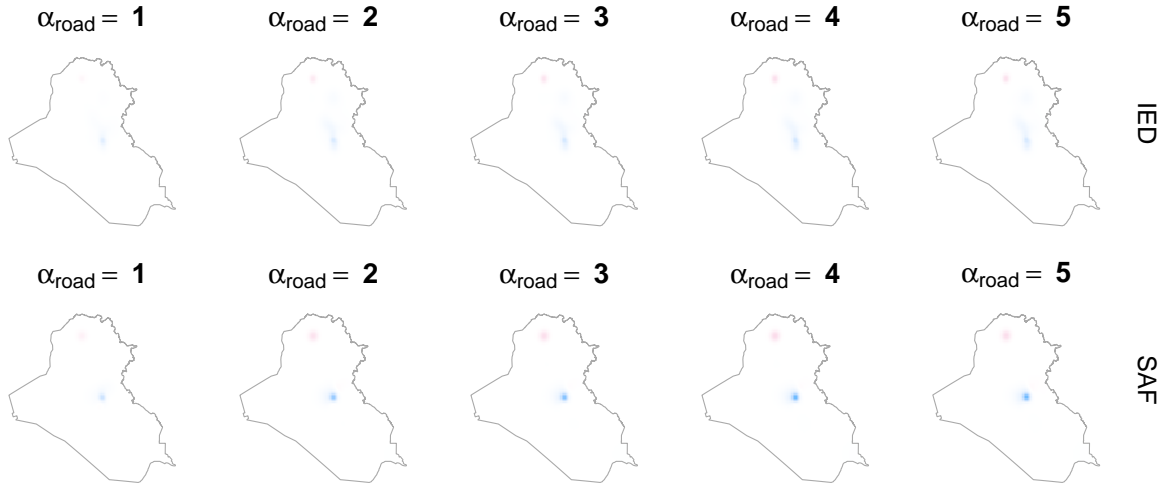 α_road = 1
α_road = 2
α_road = 3
α_road = 4
α_road = 5
IED
α_road = 1
α_road = 2
α_road = 3
α_road = 4
α_road = 5
SAF